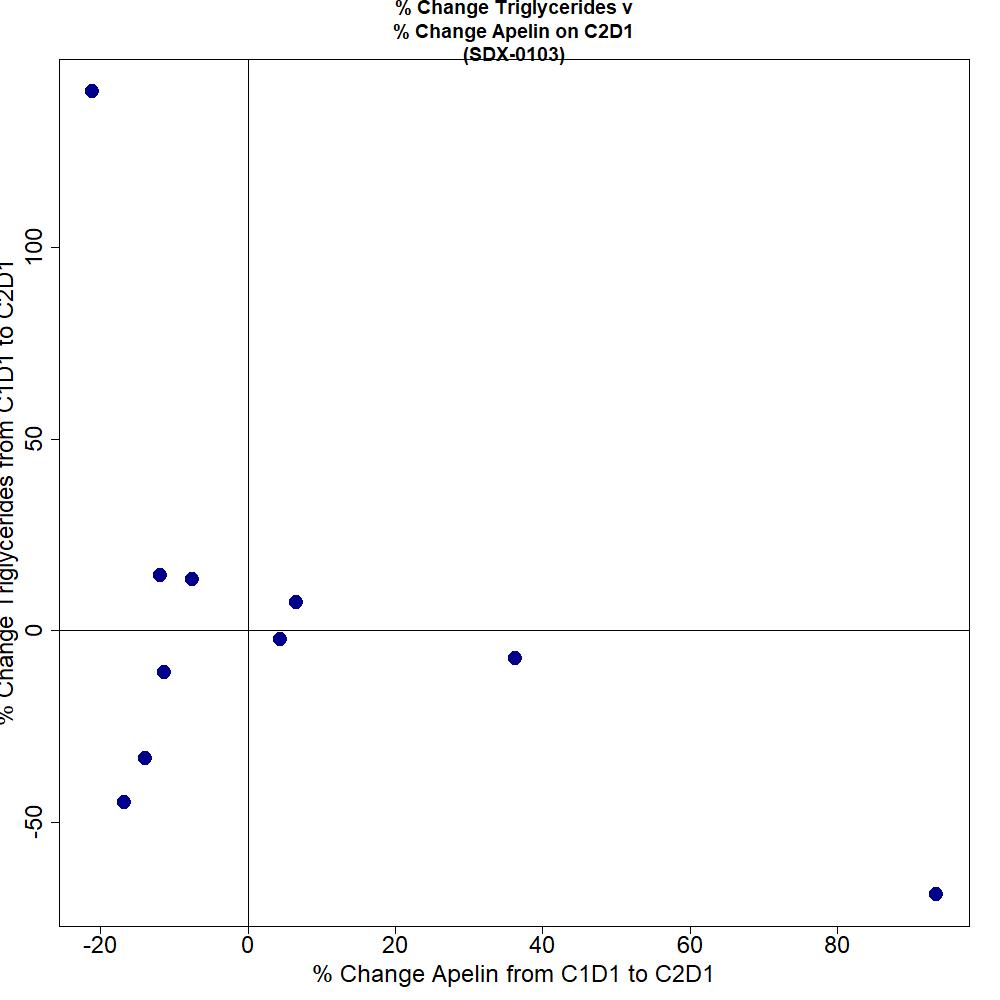 % Change Triglycerides v
% Change Apelin on C2D1
(SDX-0103)
% Change Triglycerides from C1D1 to C2D1
100
50
0
-50
-20 0 20 40 60 80
% Change Apelin from C1D1 to C2D1